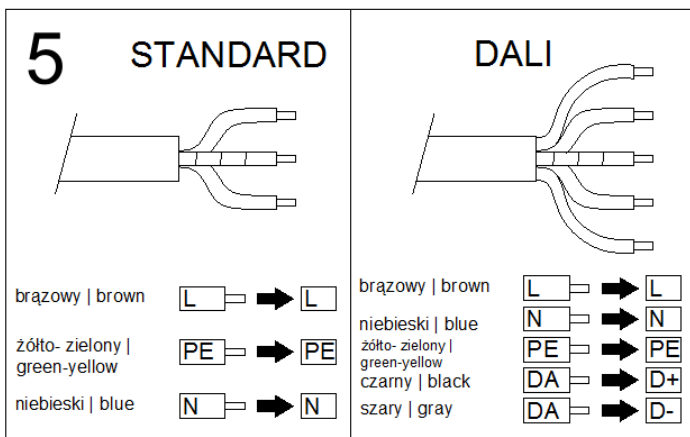 5 STANDARD
brązowy | brown L L
żółto- zielony |
green-yellow PE PE
niebieski | blue N N
DALI
brązowy | brown L L
niebieski | blue N N
żółto- zielony |
green-yellow PE PE
czarny | black DA D+
szary | gray DA D-